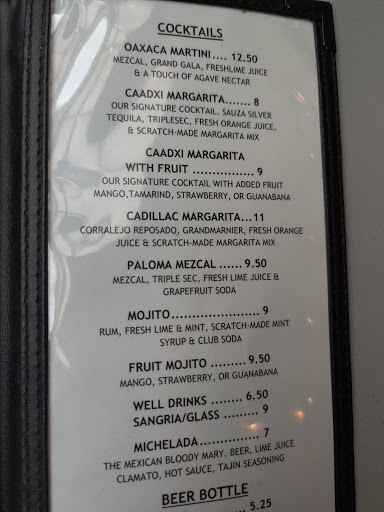 COCKTAILS
OAXACA MARTINI.... 12.50
MEZCAL, GRAND GALA, FRESHLIME JUICE
& A TOUCH OF AGAVE NECTAR
CAADXI MARGARITA....... 8
OUR SIGNATURE COCKTAIL. SAUZA SILVER
TEQUILA, TRIPLESEC, FRESH ORANGE JUICE,
& SCRATCH-MADE MARGARITA MIX
CAADXI MARGARITA
WITH FRUIT ................ 9
OUR SIGNATURE COCKTAIL WITH ADDED FRUIT
MANGO,TAMARIND, STRAWBERRY, OR GUANABANA
CADILLAC MARGARITA...11
CORRALEJO REPOSADO, GRANDMARNIER, FRESH ORANGE
JUICE & SCRATCH-MADE MARGARITA MIX
PALOMA MEZCAL ...... 9.50
MEZCAL, TRIPLE SEC, FRESH LIME JUICE &
GRAPEFRUIT SODA
MOJITO....................... 9
RUM, FRESH LIME & MINT, SCRATCH-MADE MINT
SYRUP & CLUB SODA
FRUIT MOJITO ......... 9.50
MANGO, STRAWBERRY, OR GUANABANA
WELL DRINKS ........ 6.50
SANGRIA/GLASS ......... 9
MICHELADA............... 7
THE MEXICAN BLOODY MARY. BEER, LIME JUICE
CLAMATO, HOT SAUCE, TAJIN SEASONING
BEER BOTTLE
5.25